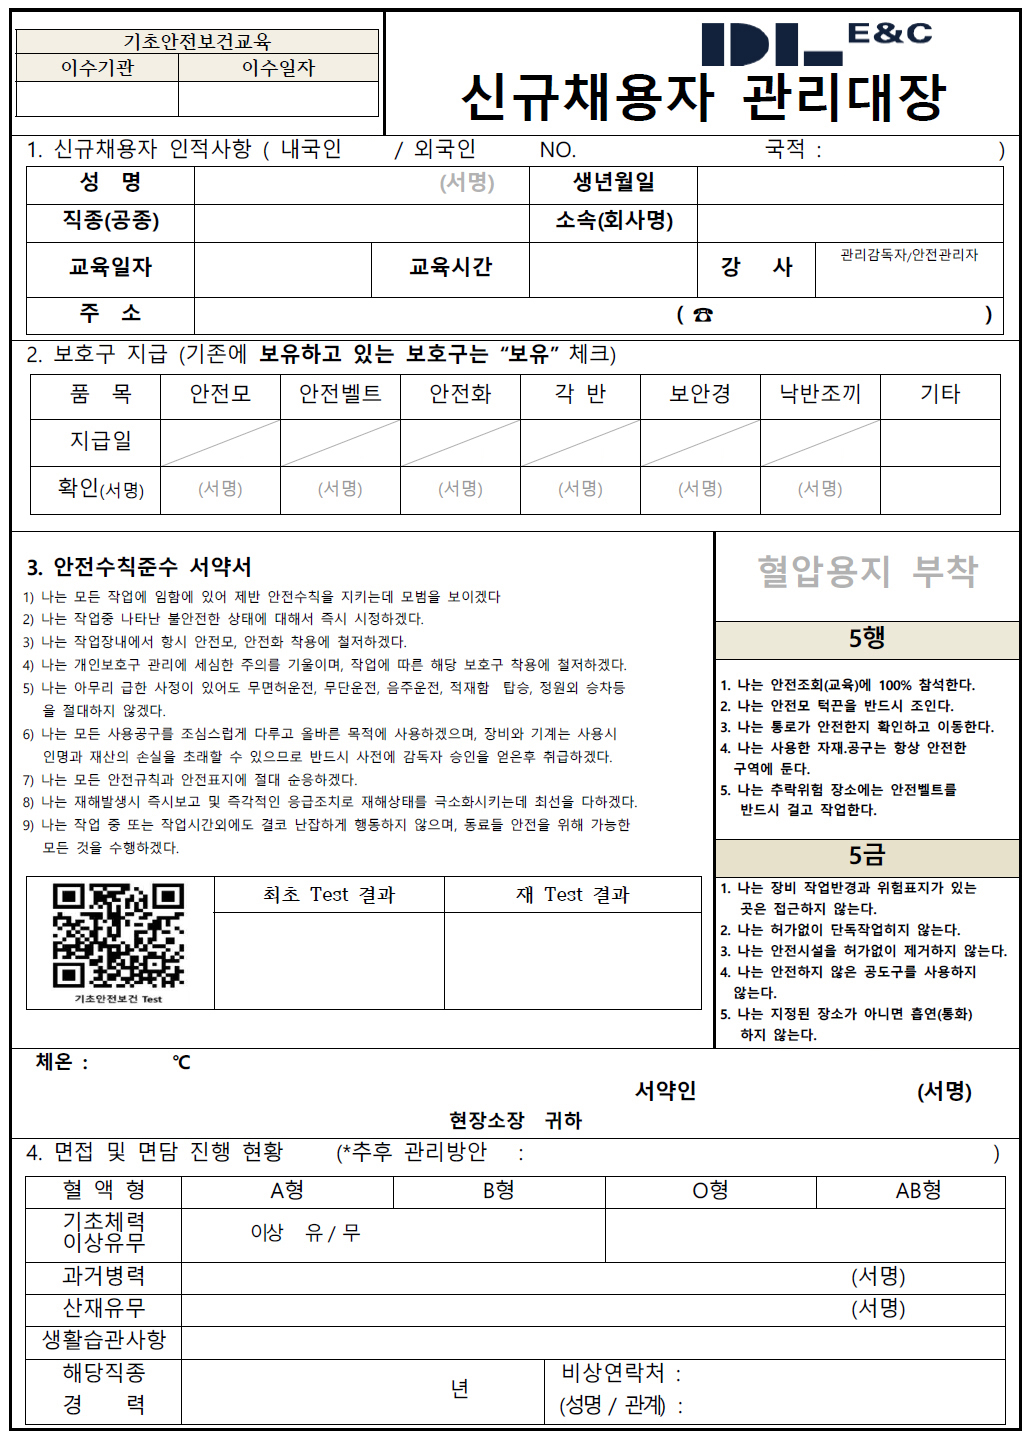 기초안전보건교육
이수기관 이수일자
DL E&C
신규채용자 관리대장
1. 신규채용자 인적사항 ( 내국인 / 외국인 NO. 국적 : )
성 명 (서명) 생년월일
직종(공종) 소속(회사명)
교육일자 교육시간 강 사 관리감독자/안전관리자
주 소 ( ☎ )
2. 보호구 지급 (기존에 보유하고 있는 보호구는 “보유” 체크)
품 목 안전모 안전벨트 안전화 각 반 보안경 낙반조끼 기타
지급일
확인(서명) (서명) (서명) (서명) (서명) (서명) (서명)
3. 안전수칙준수 서약서
1) 나는 모든 작업에 임함에 있어 제반 안전수칙을 지키는데 모범을 보이겠다
2) 나는 작업중 나타난 불안전한 상태에 대해서 즉시 시정하겠다.
3) 나는 작업장내에서 항시 안전모, 안전화 착용에 철저하겠다.
4) 나는 개인보호구 관리에 세심한 주의를 기울이며, 작업에 따른 해당 보호구 착용에 철저하겠다.
5) 나는 아무리 급한 사정이 있어도 무면허운전, 무단운전, 음주운전, 적재함 탑승, 정원외 승차등
을 절대하지 않겠다.
6) 나는 모든 사용공구를 조심스럽게 다루고 올바른 목적에 사용하겠으며, 장비와 기계는 사용시
인명과 재산의 손실을 초래할 수 있으므로 반드시 사전에 감독자 승인을 얻은후 취급하겠다.
7) 나는 모든 안전규칙과 안전표지에 절대 순응하겠다.
8) 나는 재해발생시 즉시보고 및 즉각적인 응급조치로 재해상태를 극소화시키는데 최선을 다하겠다.
9) 나는 작업 중 또는 작업시간외에도 결코 난잡하게 행동하지 않으며, 동료들 안전을 위해 가능한
모든 것을 수행하겠다.
최초 Test 결과 재 Test 결과
기초안전보건 Test
혈압용지 부착
5행
1. 나는 안전조회(교육)에 100% 참석한다.
2. 나는 안전모 턱끈을 반드시 조인다.
3. 나는 통로가 안전한지 확인하고 이동한다.
4. 나는 사용한 자재.공구는 항상 안전한
구역에 둔다.
5. 나는 추락위험 장소에는 안전벨트를
반드시 걸고 작업한다.
5금
1. 나는 장비 작업반경과 위험표지가 있는
곳은 접근하지 않는다.
2. 나는 허가없이 단독작업히지 않는다.
3. 나는 안전시설을 허가없이 제거하지 않는다.
4. 나는 안전하지 않은 공도구를 사용하지
않는다.
5. 나는 지정된 장소가 아니면 흡연(통화)
하지 않는다.
체온 : ℃
서약인 (서명)
현장소장 귀하
4. 면접 및 면담 진행 현황 (*추후 관리방안 : )
혈 액 형 A형 B형 O형 AB형
기초체력
이상유무
이상 유 / 무
과거병력 (서명)
산재유무 (서명)
생활습관사항
해당직종
경 력
년
비상연락처 :
(성명 / 관계) :